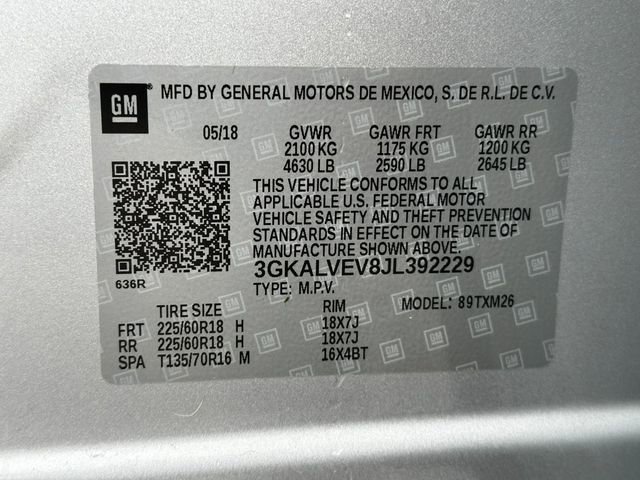 GM® MFD BY GENERAL MOTORS DE MEXICO, S. DE R.L. DE C.V.
05/18 GVWR GAWR FRT GAWR RR
2100 KG 1175 KG 1200 KG
4630 LB 2590 LB 2645 LB
THIS VEHICLE CONFORMS TO ALL
APPLICABLE U.S. FEDERAL MOTOR
VEHICLE SAFETY AND THEFT PREVENTION
STANDARDS IN EFFECT ON THE DATE OF
MANUFACTURE SHOWN ABOVE.
3GKALVEV8JL392229
636R TYPE: M.P.V.
TIRE SIZE RIM MODEL: 89TXM26
FRT 225/60R18 H 18X7J
RR 225/60R18 H 18X7J
SPA T135/70R16 M 16X4BT